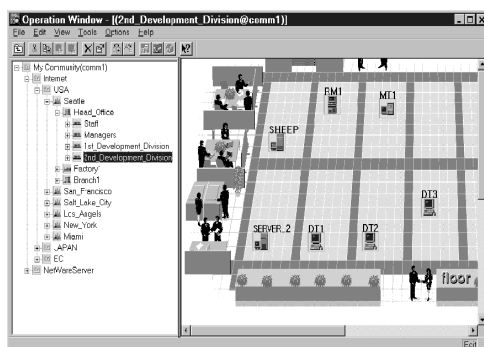 Operation Window - [(2nd_Development_Division@comm1)]
File Edit View Tools Options Help
My Community(comm1)
Internet
USA
Seatle
Head_Office
Staff
Managers
1st_Development_Division
2nd_Development_Division
Factory
Branch1
San_Francisco
Salt_Lake_City
Los_Angels
New_York
Miami
JAPAN
EC
NetWareServer
RM1
MT1
SHEEP
DT3
SERVER_2
DT1
DT2
floor